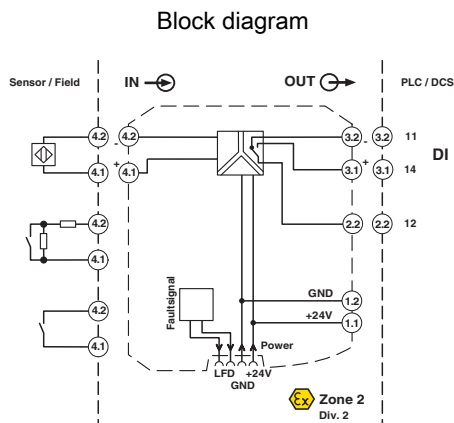 Block diagram
Sensor / Field IN OUT PLC / DCS
4.2 - 4.2 3.2 - 3.2 11
DI
4.1 + 4.1 3.1 + 3.1 14
4.2 2.2 2.2 12
4.1
Faultsignal
GND 1.2
4.2
+24V 1.1
4.1
Power
LFD +24V
GND
Ex Zone 2
Div. 2